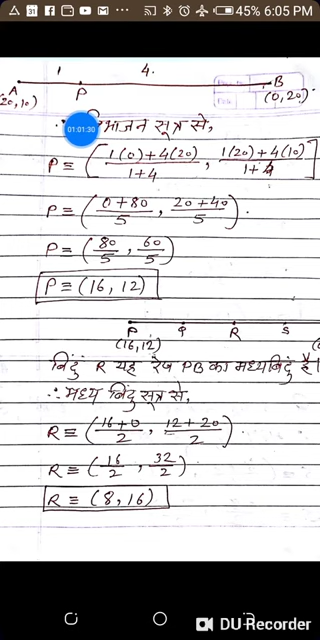 31 4G 45% 6:05 PM
1 4.
A P B
(20,10) (0,20).
∴ सूत्र से,
01:01:30
P ≡ [ (1(0)+4(20))/(1+4) , (1(20)+4(10))/(1+4) ]
P ≡ ( (0+80)/5 , (20+40)/5 ).
P ≡ ( 80/5 , 60/5 )
P ≡ (16, 12)
P Q R S
(16,12)
बिंदु R यह रेख PB का मध्यबिंदु है।
∴ मध्य बिंदु सूत्र से,
R ≡ ( (16+0)/2 , (12+20)/2 ).
R ≡ ( 16/2 , 32/2 )
R ≡ (8,16)
DU-Recorder